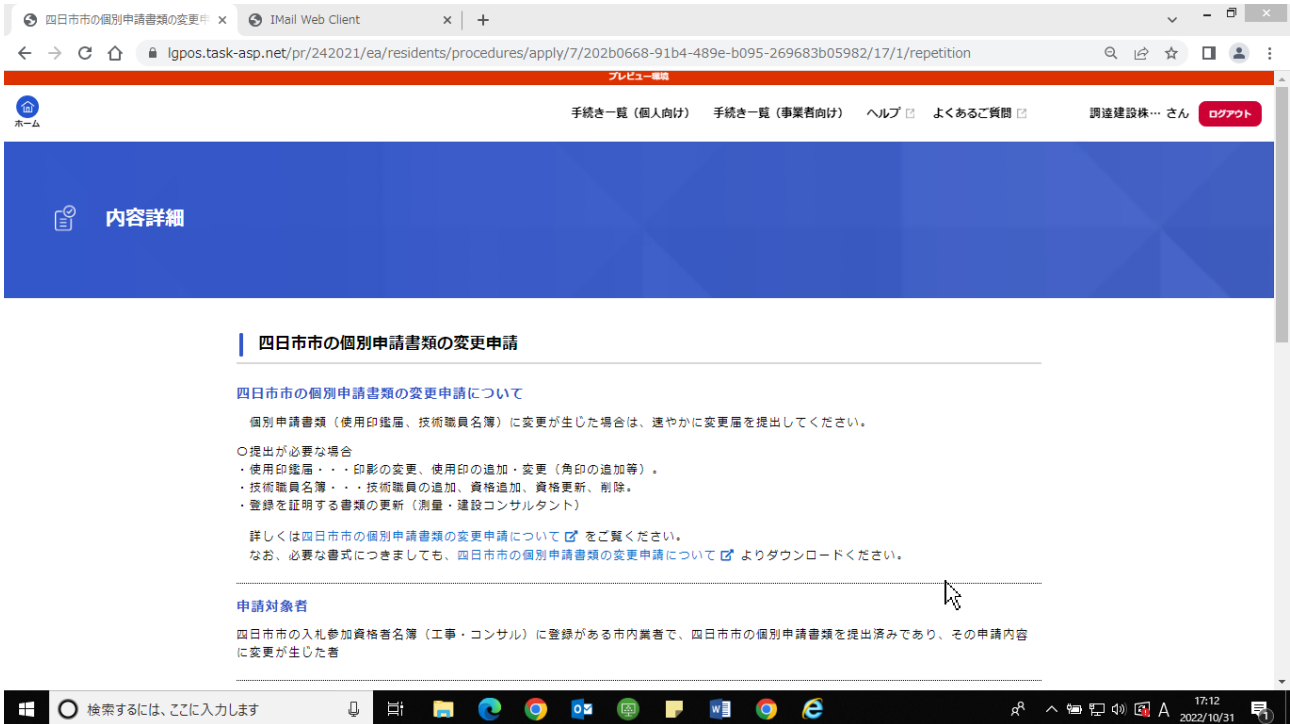 四日市市の個別申請書類の変更申
IMail Web Client
lgpos.task-asp.net/pr/242021/ea/residents/procedures/apply/7/202b0668-91b4-489e-b095-269683b05982/17/1/repetition
プレビュー環境
ホーム
手続き一覧（個人向け） 手続き一覧（事業者向け） ヘルプ よくあるご質問 調達建設株… さん ログアウト
内容詳細
四日市市の個別申請書類の変更申請
四日市市の個別申請書類の変更申請について
個別申請書類（使用印鑑届、技術職員名簿）に変更が生じた場合は、速やかに変更届を提出してください。
〇提出が必要な場合
・使用印鑑届・・・印影の変更、使用印の追加・変更（角印の追加等）。
・技術職員名簿・・・技術職員の追加、資格追加、資格更新、削除。
・登録を証明する書類の更新（測量・建設コンサルタント）
詳しくは四日市市の個別申請書類の変更申請について をご覧ください。
なお、必要な書式につきましても、四日市市の個別申請書類の変更申請について よりダウンロードください。
申請対象者
四日市市の入札参加資格者名簿（工事・コンサル）に登録がある市内業者で、四日市市の個別申請書類を提出済みであり、その申請内容
に変更が生じた者
検索するには、ここに入力します
A
17:12
2022/10/31
1